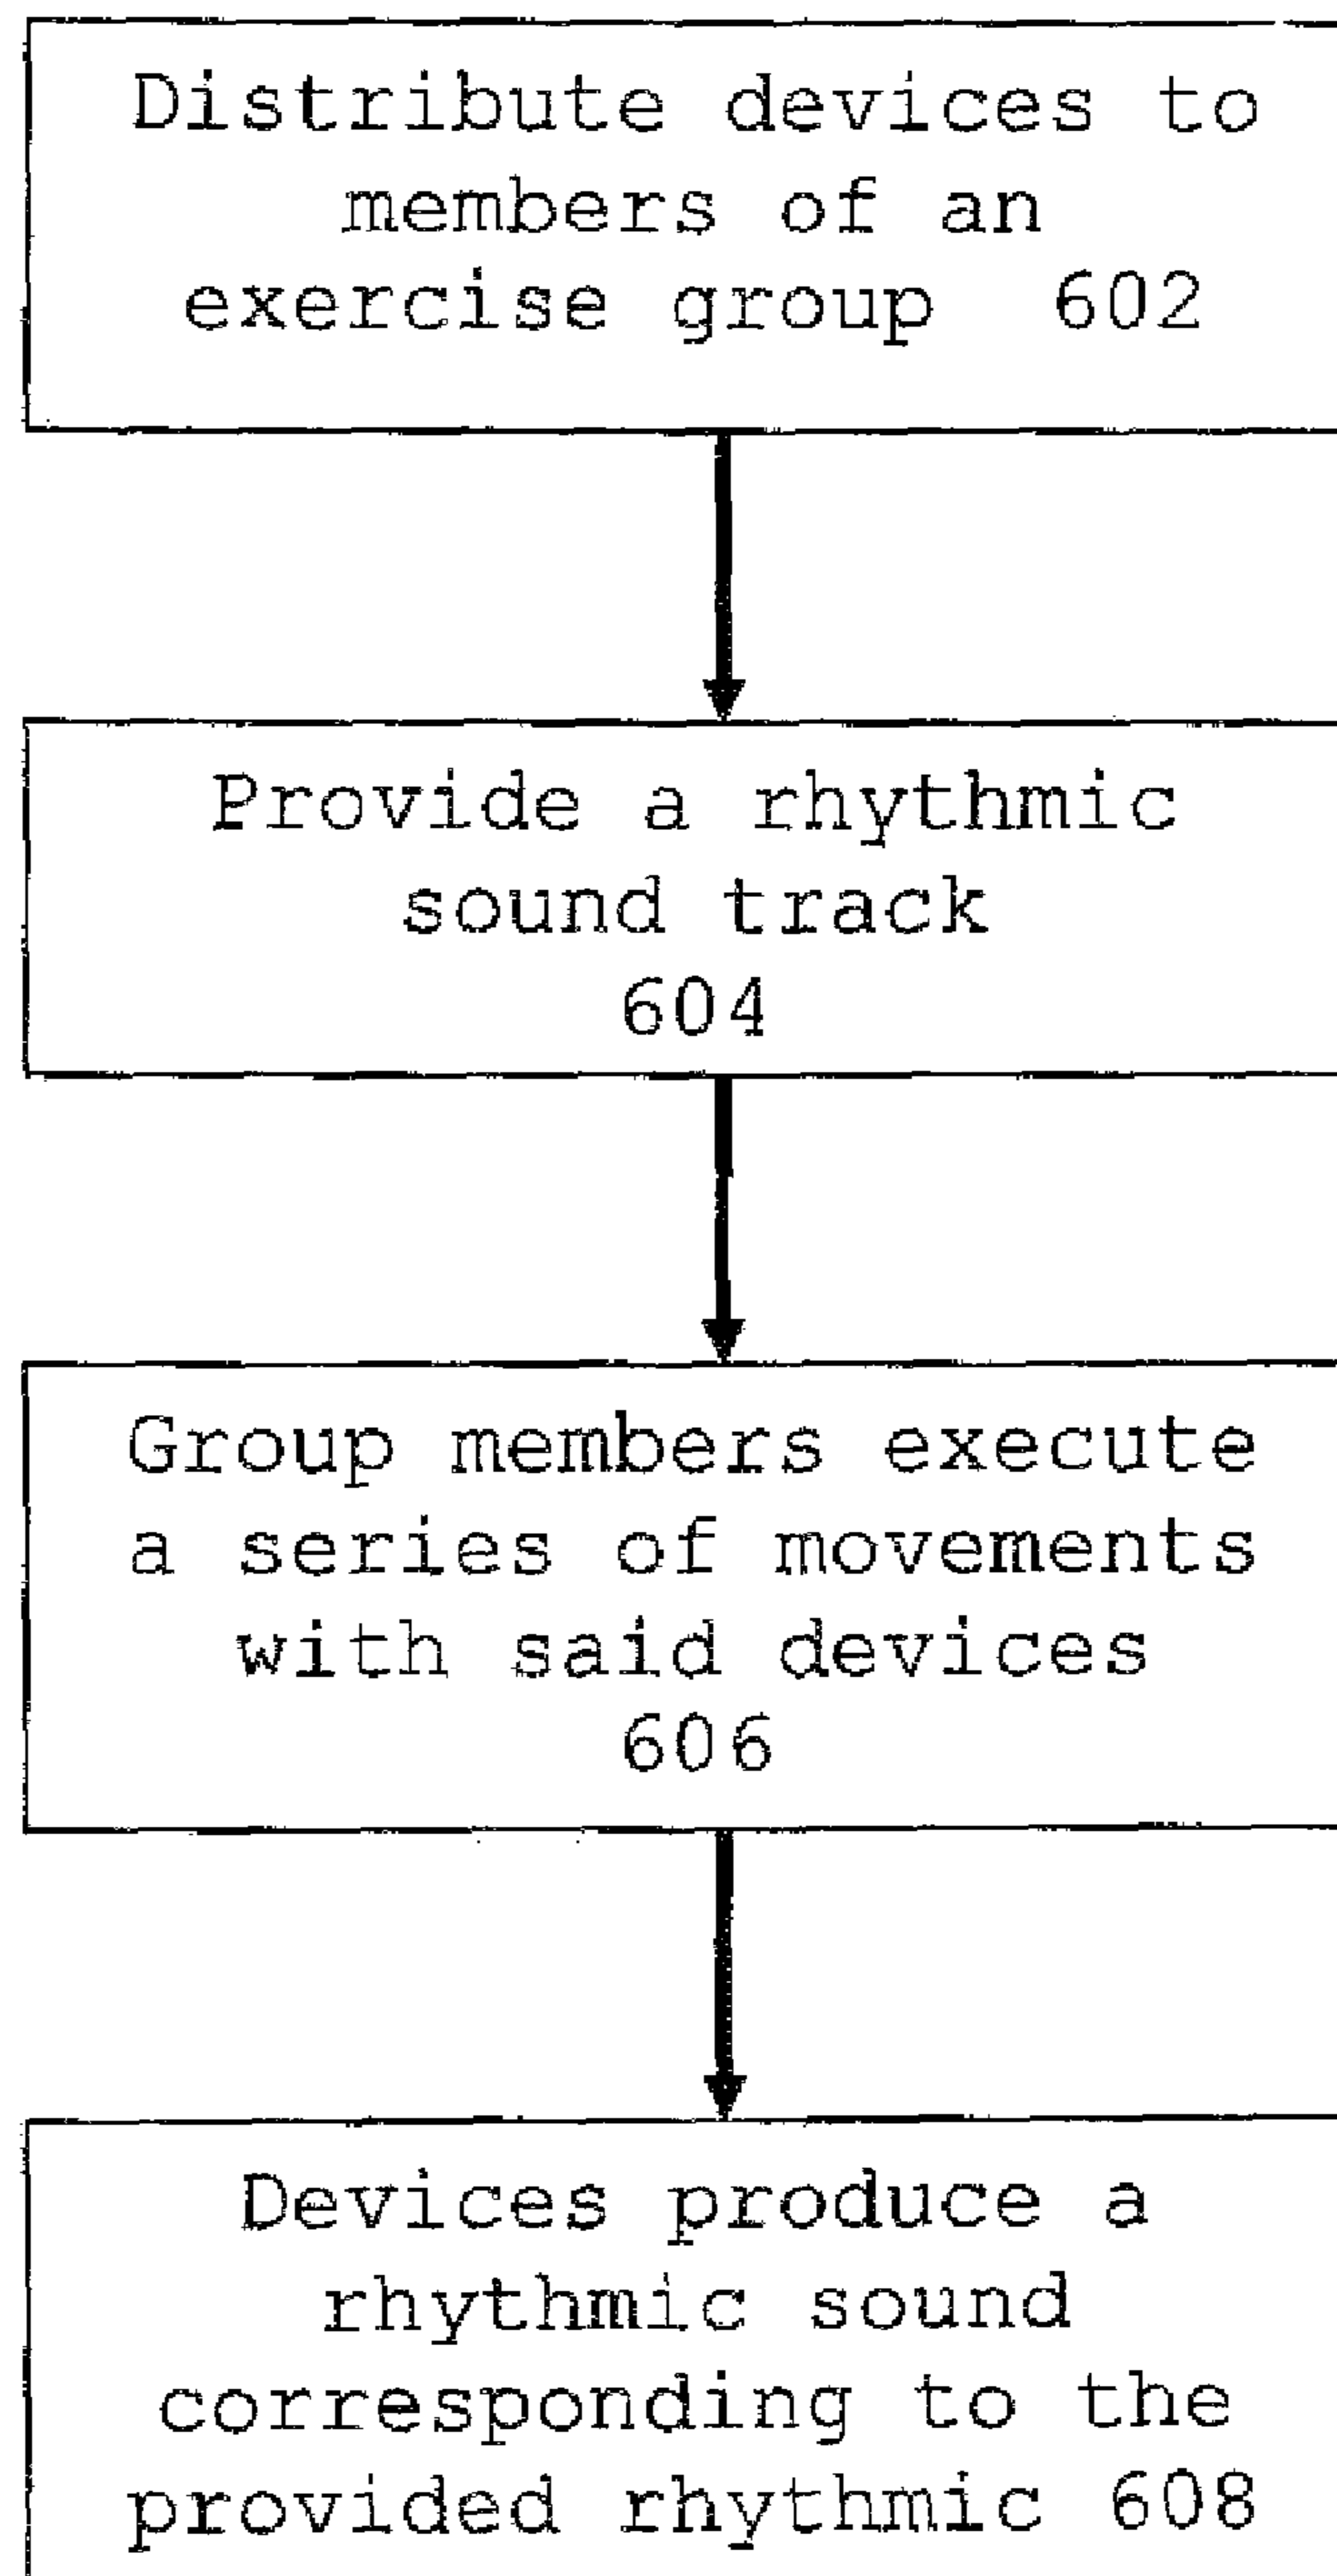 Distribute devices to
members of an
exercise group 602
Provide a rhythmic
sound track
604
Group members execute
a series of movements
with said devices
606
Devices produce a
rhythmic sound
corresponding to the
provided rhythmic 608